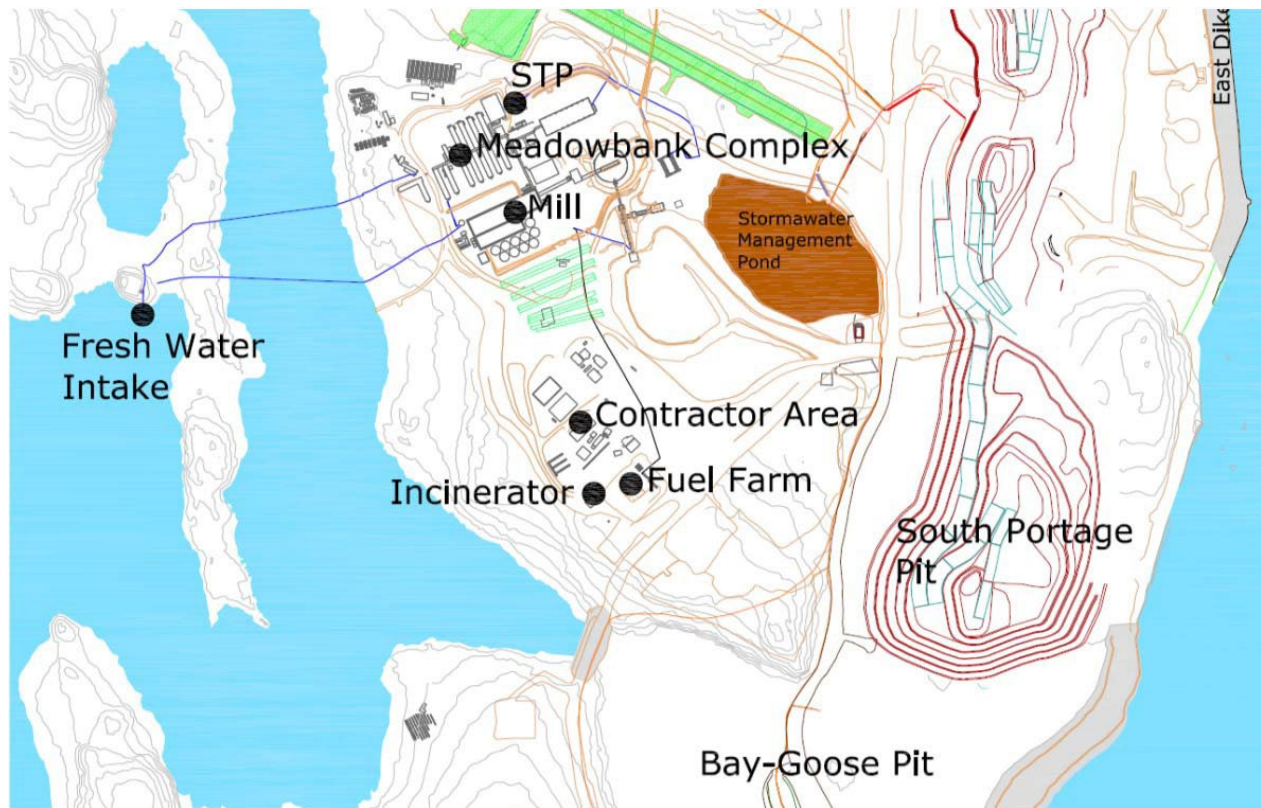 East Dike
STP
Meadowbank Complex
Mill
Stormawater
Management
Pond
Fresh Water
Intake
Contractor Area
Incinerator
Fuel Farm
South Portage
Pit
Bay-Goose Pit